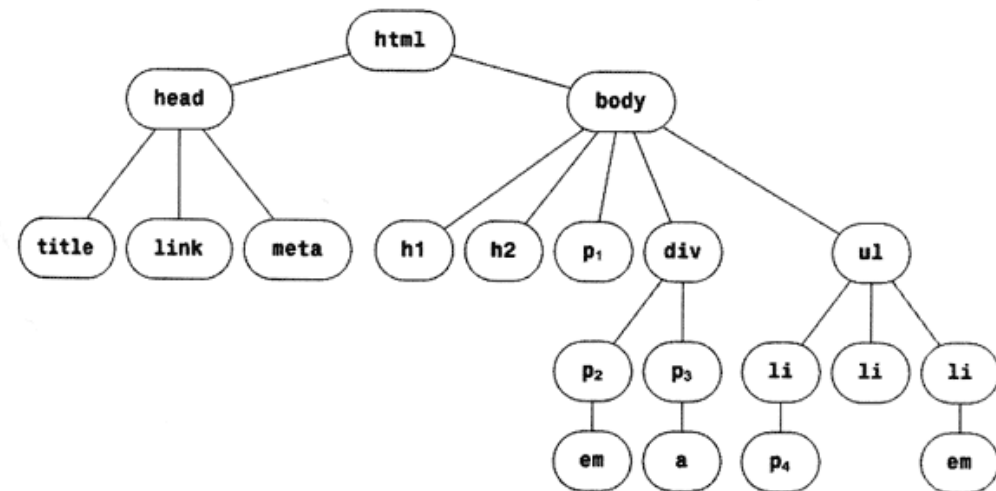 html
head body
title link meta h1 h2 p₁ div ul
p₂ p₃ li li li
em a p₄ em